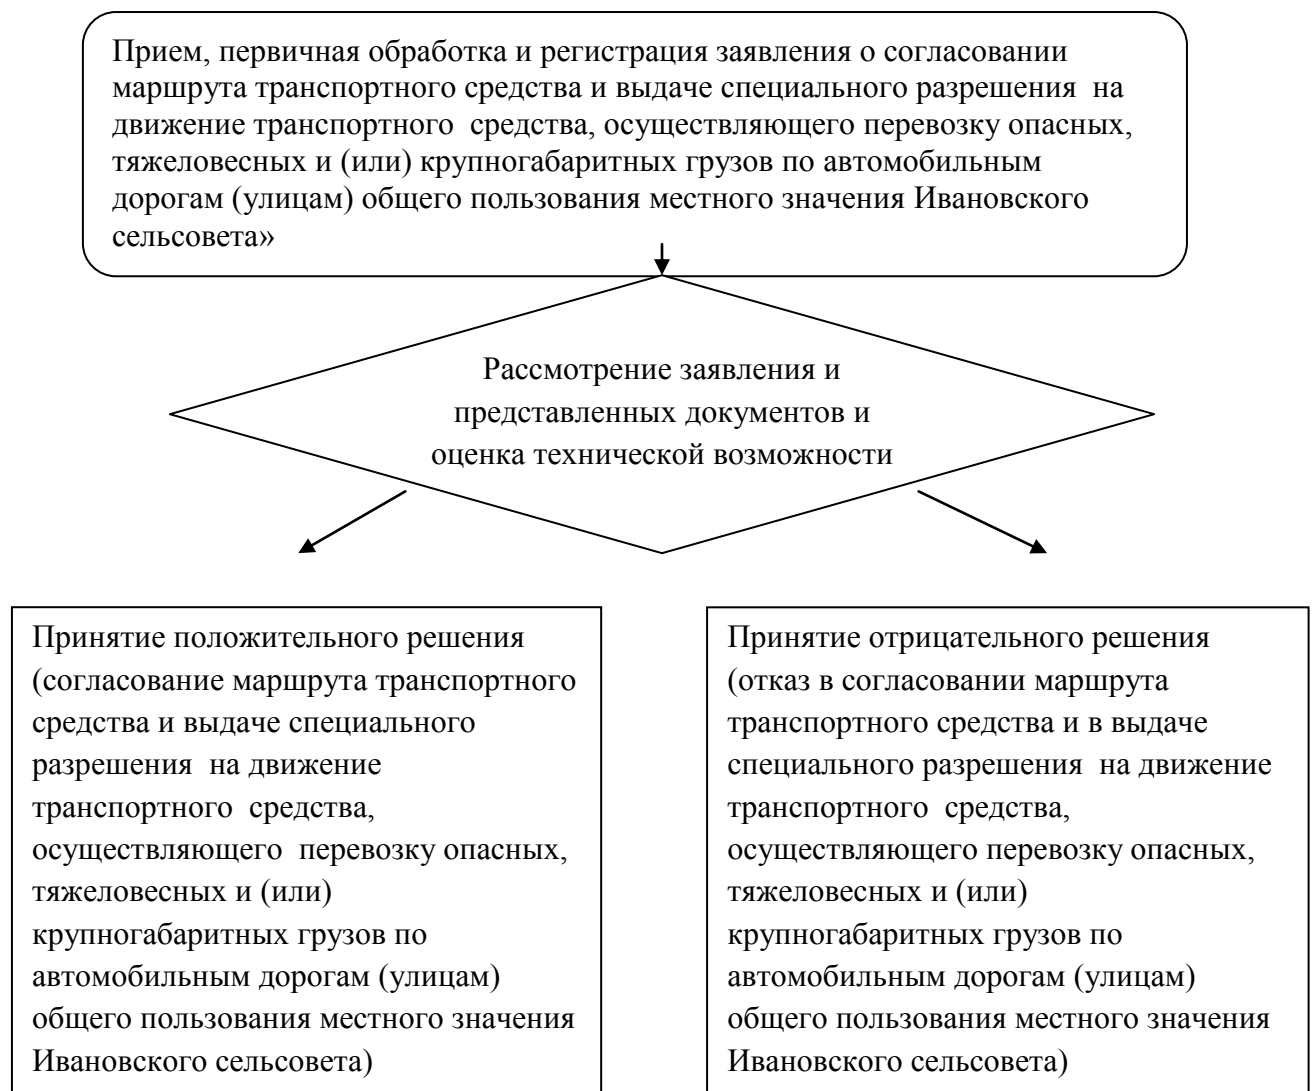 Прием, первичная обработка и регистрация заявления о согласовании
маршрута транспортного средства и выдаче специального разрешения  на
движение транспортного  средства, осуществляющего перевозку опасных,
тяжеловесных и (или) крупногабаритных грузов по автомобильным
дорогам (улицам) общего пользования местного значения Ивановского
сельсовета»
Рассмотрение заявления и
представленных документов и
оценка технической возможности
Принятие положительного решения
(согласование маршрута транспортного
средства и выдаче специального
разрешения  на движение
транспортного  средства,
осуществляющего  перевозку опасных,
тяжеловесных и (или)
крупногабаритных грузов по
автомобильным дорогам (улицам)
общего пользования местного значения
Ивановского сельсовета)
Принятие отрицательного решения
(отказ в согласовании маршрута
транспортного средства и в выдаче
специального разрешения  на движение
транспортного  средства,
осуществляющего перевозку опасных,
тяжеловесных и (или)
крупногабаритных грузов по
автомобильным дорогам (улицам)
общего пользования местного значения
Ивановского сельсовета)